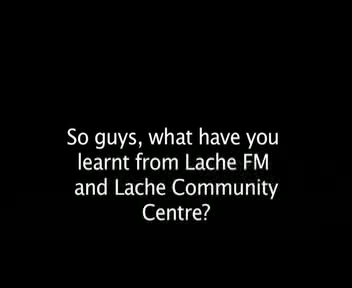 So guys, what have you
learnt from Lache FM
and Lache Community
Centre?